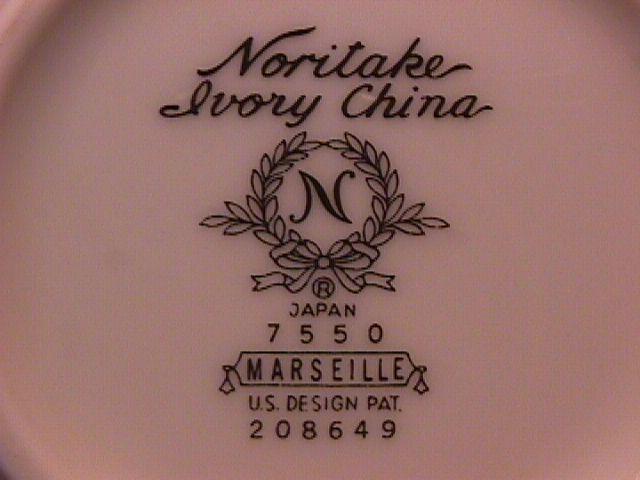 Noritake
Ivory China
N
®
JAPAN
7550
MARSEILLE
U.S. DESIGN PAT.
208649